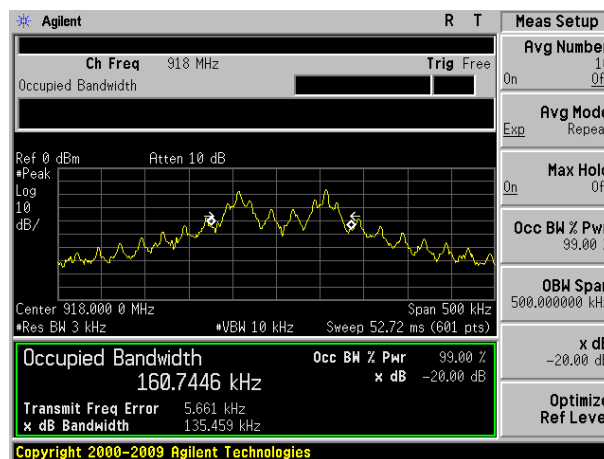 Agilent R T Meas Setup
Ch Freq 918 MHz Trig Free
Occupied Bandwidth
Avg Number
On
Avg Mode
Exp
Max Hold
On
Occ BW % Pwr
99.00
OBW Span
500.000000
x dB
-20.00
Optimize
Ref Level
Ref 0 dBm Atten 10 dB
#Peak
Log
10
dB/
Center 918.000 0 MHz Span 500 kHz
#Res BW 3 kHz #VBW 10 kHz Sweep 52.72 ms (601 pts)
Occupied Bandwidth Occ BW % Pwr 99.00 %
160.7446 kHz x dB -20.00 dB
Transmit Freq Error 5.661 kHz
x dB Bandwidth 135.459 kHz
Copyright 2000-2009 Agilent Technologies